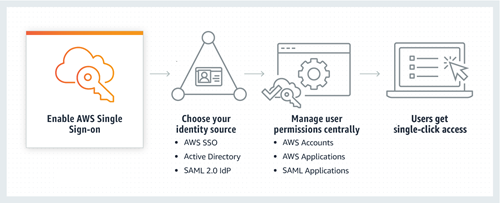 Enable AWS Single
Sign-on
Choose your
identity source
• AWS SSO
• Active Directory
• SAML 2.0 IdP
Manage user
permissions centrally
• AWS Accounts
• AWS Applications
• SAML Applications
Users get
single-click access